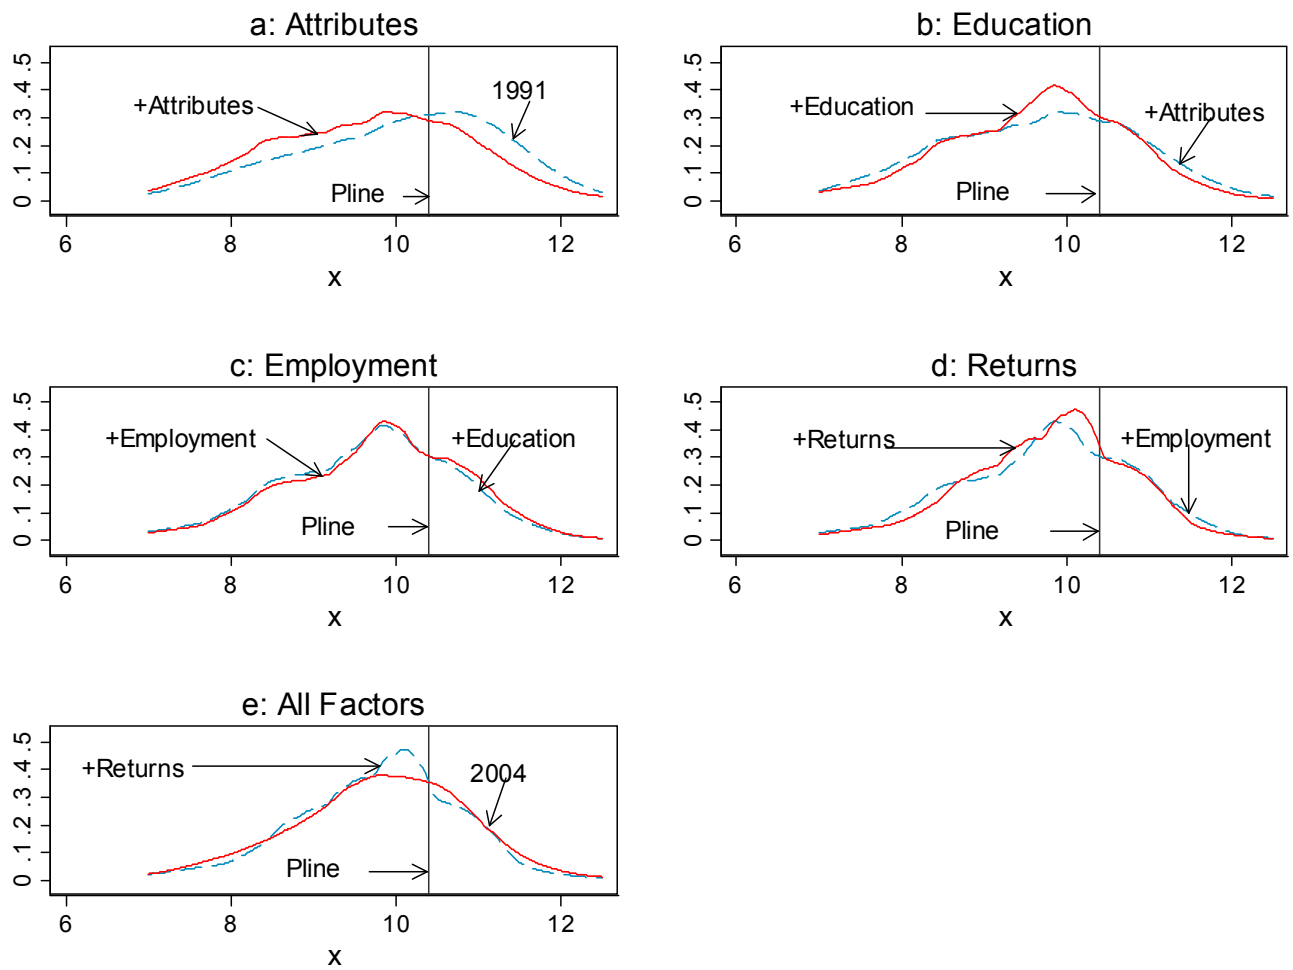 a: Attributes
0 .1 .2 .3 .4 .5
+Attributes
1991
Pline
6 8 10 12
x
b: Education
0 .1 .2 .3 .4 .5
+Education
+Attributes
Pline
6 8 10 12
x
c: Employment
0 .1 .2 .3 .4 .5
+Employment
+Education
Pline
6 8 10 12
x
d: Returns
0 .1 .2 .3 .4 .5
+Returns
+Employment
Pline
6 8 10 12
x
e: All Factors
0 .1 .2 .3 .4 .5
+Returns
2004
Pline
6 8 10 12
x